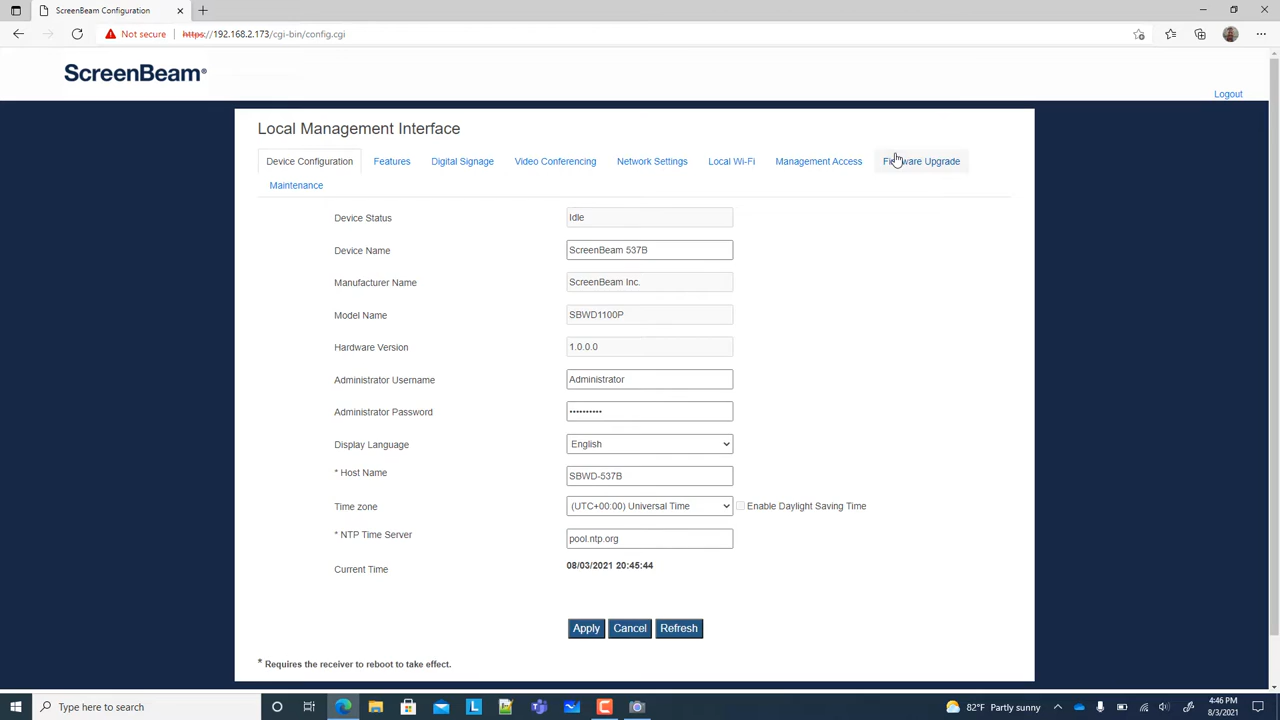 ScreenBeam Configuration
Not secure
https://192.168.2.173/cgi-bin/config.cgi
ScreenBeam®
Logout
Local Management Interface
Device Configuration Features Digital Signage Video Conferencing Network Settings Local Wi-Fi Management Access Firmware Upgrade
Maintenance
Device Status Idle
Device Name ScreenBeam 537B
Manufacturer Name ScreenBeam Inc.
Model Name SBWD1100P
Hardware Version 1.0.0.0
Administrator Username Administrator
Administrator Password ••••••••••
Display Language English
* Host Name SBWD-537B
Time zone (UTC+00:00) Universal Time Enable Daylight Saving Time
* NTP Time Server pool.ntp.org
Current Time 08/03/2021 20:45:44
Apply Cancel Refresh
* Requires the receiver to reboot to take effect.
Type here to search
L
82°F Partly sunny
4:46 PM
8/3/2021